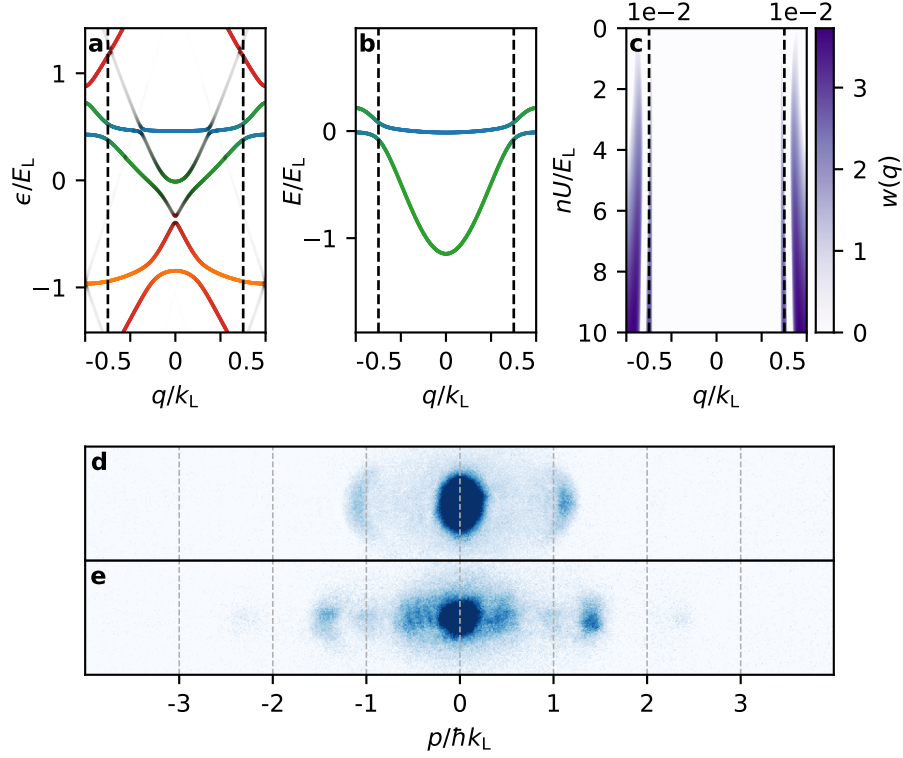 1e−2 1e−2
a b c
1 0 −1
ϵ/E_L
-0.5 0 0.5
q/k_L
0 −1
E/E_L
-0.5 0 0.5
q/k_L
0 2 4 6 8 10
nU/E_L
-0.5 0 0.5
q/k_L
3 2 1 0
w(q)
d
e
-3 -2 -1 0 1 2 3
p/ħk_L